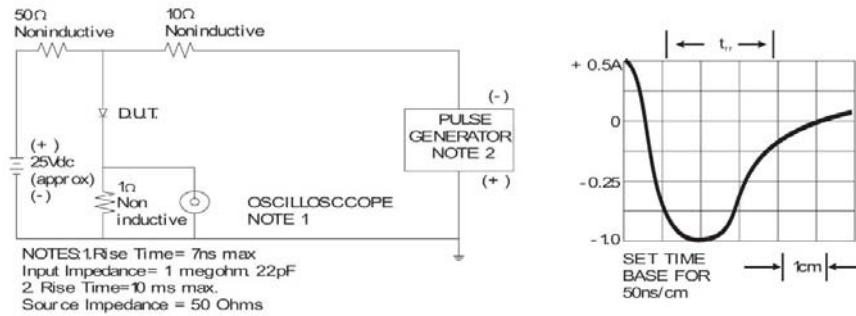 50Ω
Noninductive
10Ω
Noninductive
D.U.T.
(+)
25Vdc
(approx)
(-)
1Ω
Non
inductive
OSCILLOSCCOPE
NOTE 1
(-)
PULSE
GENERATOR
NOTE 2
(+)
NOTES:1.Rise Time= 7ns max
Input Impedance= 1 megohm. 22pF
2. Rise Time=10 ms max.
Source Impedance = 50 Ohms
trr
+ 0.5A
0
- 0.25
- 1.0
SET TIME
BASE FOR
50ns/cm
1cm